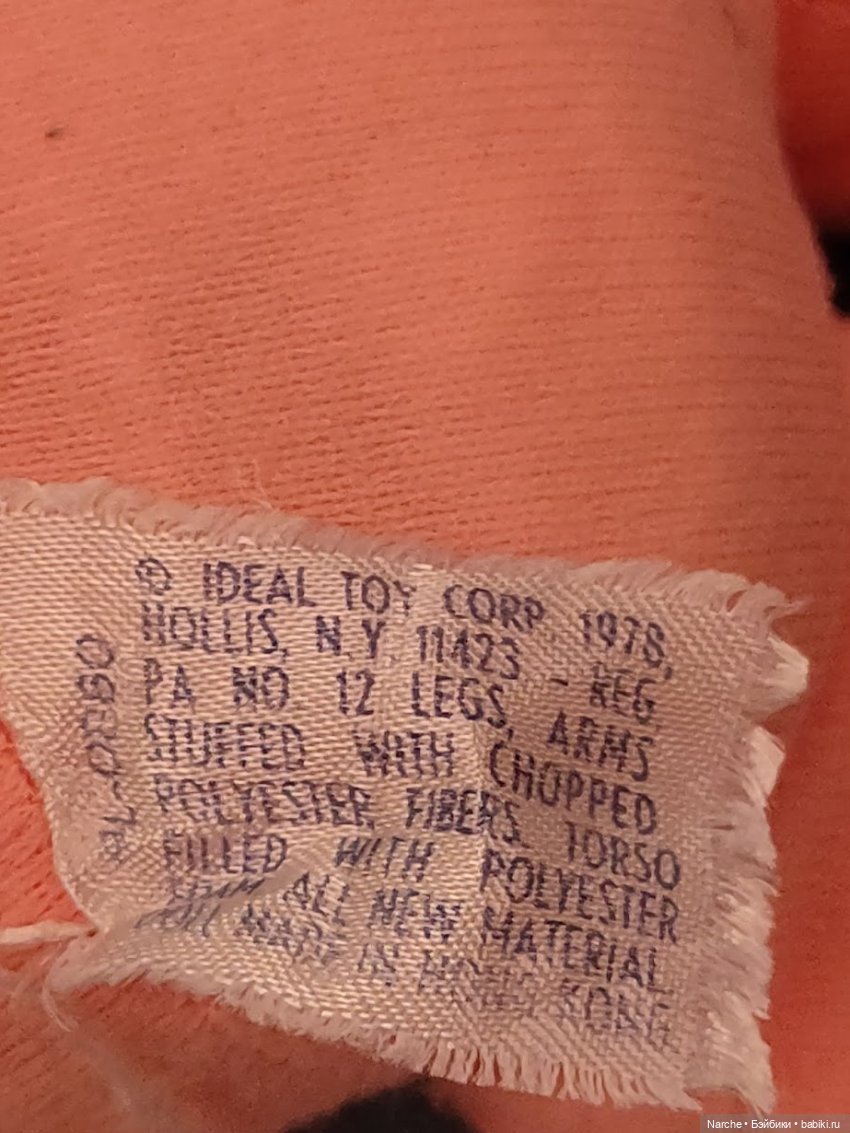 © IDEAL TOY CORP. 1978,
HOLLIS, N.Y. 11423 - REG
PA NO 12 LEGS, ARMS
STUFFED WITH CHOPPED
POLYESTER FIBERS. TORSO
FILLED WITH POLYESTER
ALL NEW MATERIAL
MADE IN HONG KONG
Narche • Бэйбики • babiki.ru